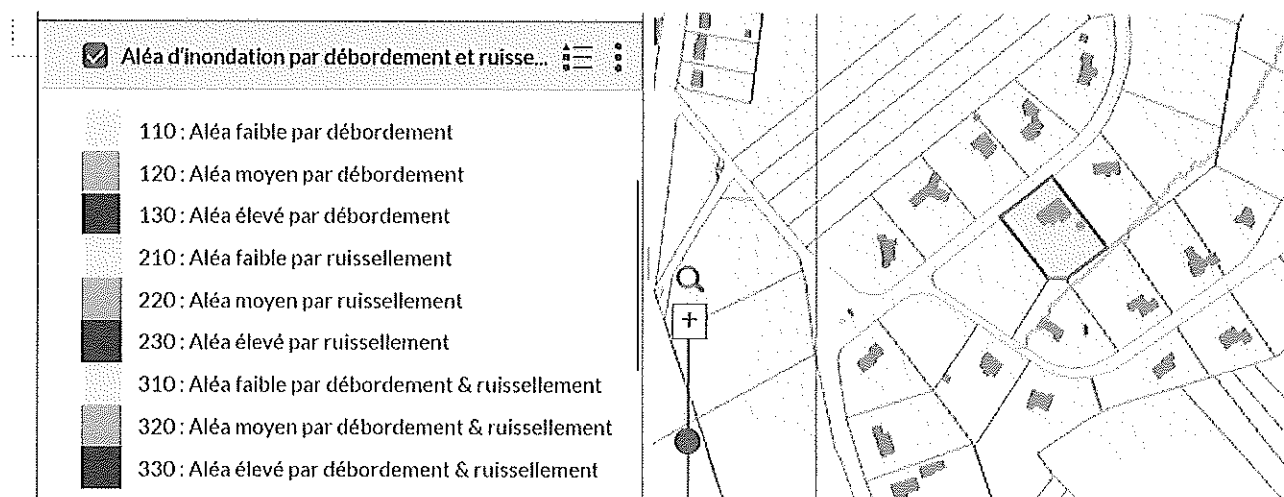 Aléa d'inondation par débordement et ruisse...
110 : Aléa faible par débordement
120 : Aléa moyen par débordement
130 : Aléa élevé par débordement
210 : Aléa faible par ruissellement
220 : Aléa moyen par ruissellement
230 : Aléa élevé par ruissellement
310 : Aléa faible par débordement & ruissellement
320 : Aléa moyen par débordement & ruissellement
330 : Aléa élevé par débordement & ruissellement